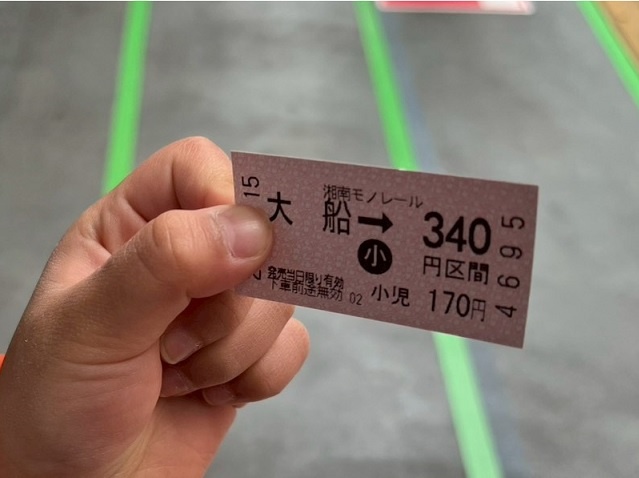 湘南モノレール
15
大船→340
小
円区間
発売当日限り有効
下車前途無効 02 小児 170円
4695